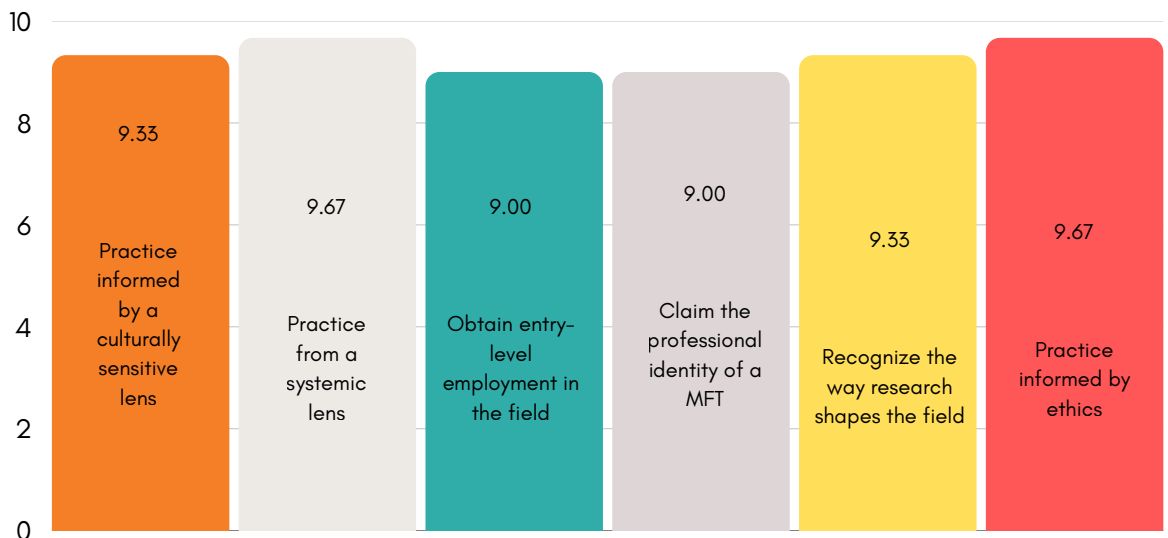 10
8
6
4
2
0
9.33
Practice
informed
by a
culturally
sensitive
lens
9.67
Practice
from a
systemic
lens
9.00
Obtain entry-
level
employment in
the field
9.00
Claim the
professional
identity of a
MFT
9.33
Recognize the
way research
shapes the field
9.67
Practice
informed by
ethics